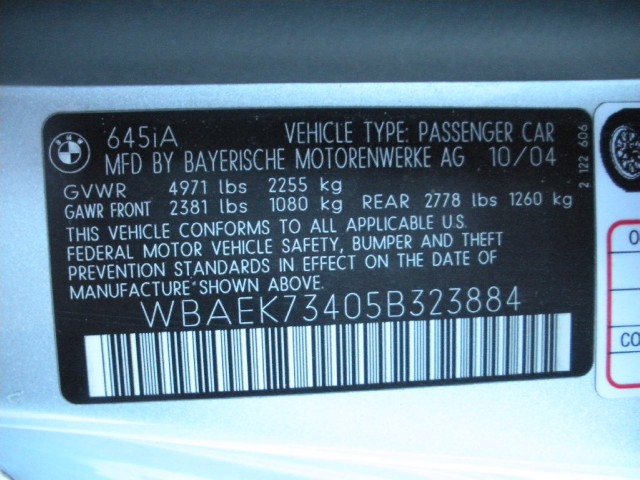 BMW
645iA VEHICLE TYPE: PASSENGER CAR
MFD BY BAYERISCHE MOTORENWERKE AG 10/04
GVWR 4971 lbs 2255 kg
GAWR FRONT 2381 lbs 1080 kg REAR 2778 lbs 1260 kg
THIS VEHICLE CONFORMS TO ALL APPLICABLE U.S.
FEDERAL MOTOR VEHICLE SAFETY, BUMPER AND THEFT
PREVENTION STANDARDS IN EFFECT ON THE DATE OF
MANUFACTURE SHOWN ABOVE.
WBAEK73405B323884
2 122 606
O
CO